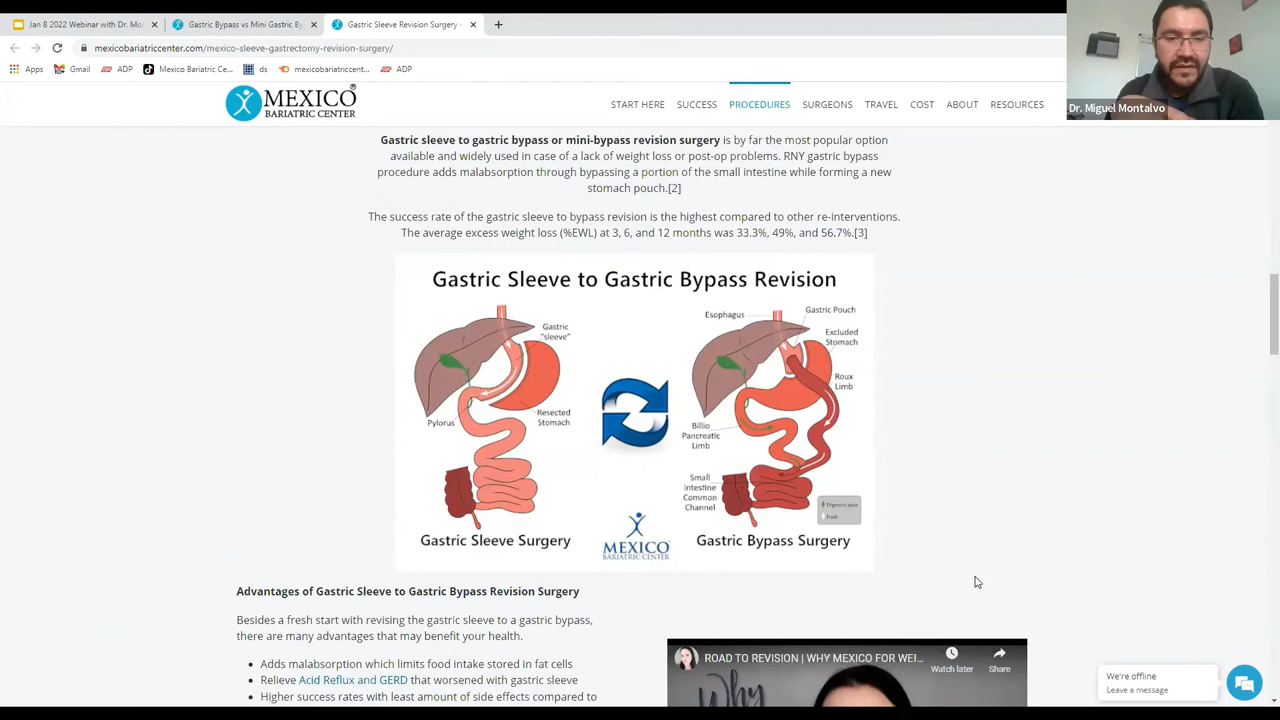 Jan 8 2022 Webinar with Dr. Mo
Gastric Bypass vs Mini Gastric By
Gastric Sleeve Revision Surgery
mexicobariatriccenter.com/mexico-sleeve-gastrectomy-revision-surgery/
Apps
Gmail
ADP
Mexico Bariatric Ce...
ds
mexicobariatriccent...
ADP
Dr. Miguel Montalvo
MEXICO®
BARIATRIC CENTER
START HERE
SUCCESS
PROCEDURES
SURGEONS
TRAVEL
COST
ABOUT
RESOURCES
Gastric sleeve to gastric bypass or mini-bypass revision surgery is by far the most popular option
available and widely used in case of a lack of weight loss or post-op problems. RNY gastric bypass
procedure adds malabsorption through bypassing a portion of the small intestine while forming a new
stomach pouch.[2]
The success rate of the gastric sleeve to bypass revision is the highest compared to other re-interventions.
The average excess weight loss (%EWL) at 3, 6, and 12 months was 33.3%, 49%, and 56.7%.[3]
Gastric Sleeve to Gastric Bypass Revision
Gastric
"sleeve"
Pylorus
Resected
Stomach
Gastric Sleeve Surgery
Esophagus
Gastric Pouch
Excluded
Stomach
Roux
Limb
Billio
Pancreatic
Limb
Small
Intestine
Common
Channel
Digestive juice
Food
Gastric Bypass Surgery
MEXICO
BARIATRIC CENTER
Advantages of Gastric Sleeve to Gastric Bypass Revision Surgery
Besides a fresh start with revising the gastric sleeve to a gastric bypass,
there are many advantages that may benefit your health.
• Adds malabsorption which limits food intake stored in fat cells
• Relieve Acid Reflux and GERD that worsened with gastric sleeve
• Higher success rates with least amount of side effects compared to
ROAD TO REVISION | WHY MEXICO FOR WEI...
Watch later
Share
Why
We're offline
Leave a message